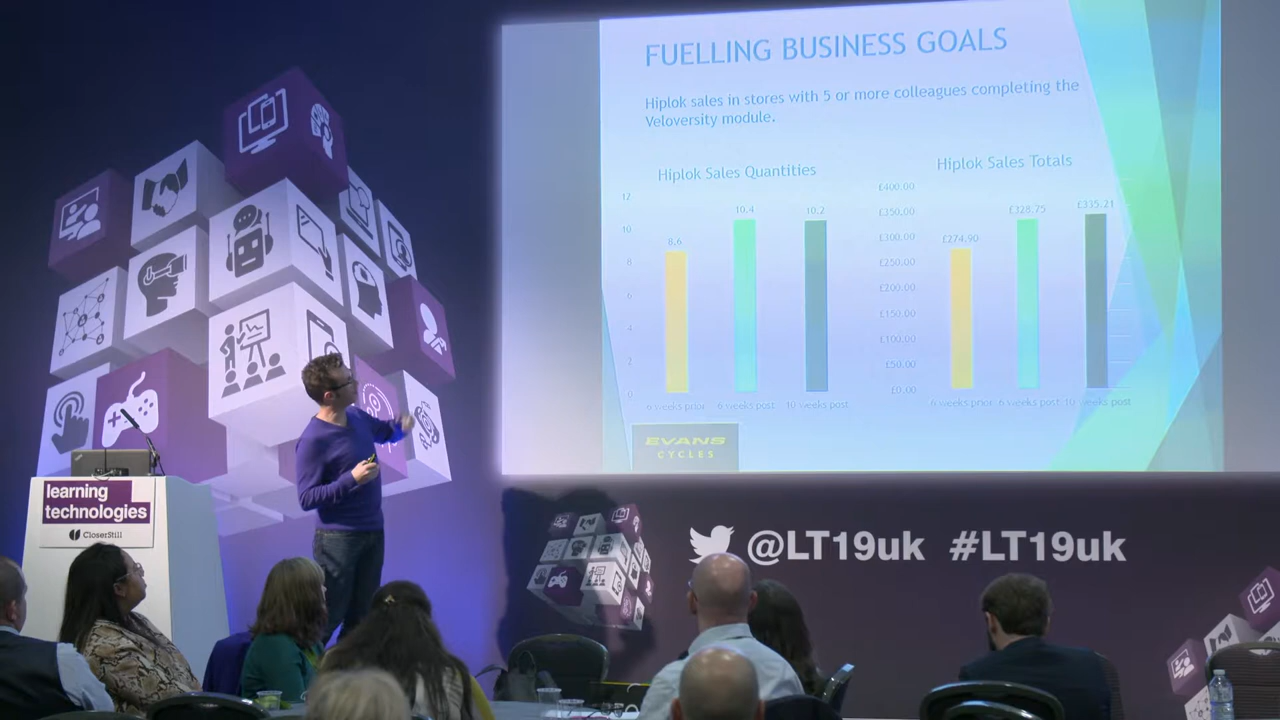 FUELLING BUSINESS GOALS
Hiplok sales in stores with 5 or more colleagues completing the
Veloversity module.
Hiplok Sales Quantities
12
10
8
6
4
2
0
8.6
10.4
10.2
6 weeks prior
6 weeks post
10 weeks post
Hiplok Sales Totals
£400.00
£350.00
£300.00
£250.00
£200.00
£150.00
£100.00
£50.00
£0.00
£274.90
£328.75
£335.21
6 weeks prior
6 weeks post
10 weeks post
EVANS
CYCLES
learning
technologies
CloserStill
@LT19uk #LT19uk